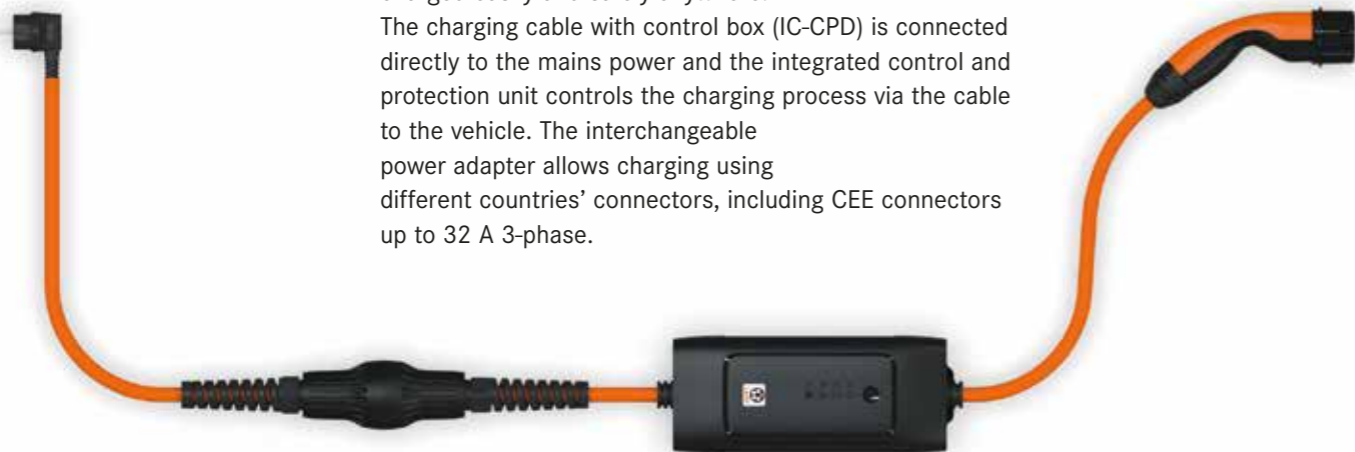 The charging cable with control box (IC-CPD) is connected
directly to the mains power and the integrated control and
protection unit controls the charging process via the cable
to the vehicle. The interchangeable
power adapter allows charging using
different countries’ connectors, including CEE connectors
up to 32 A 3-phase.